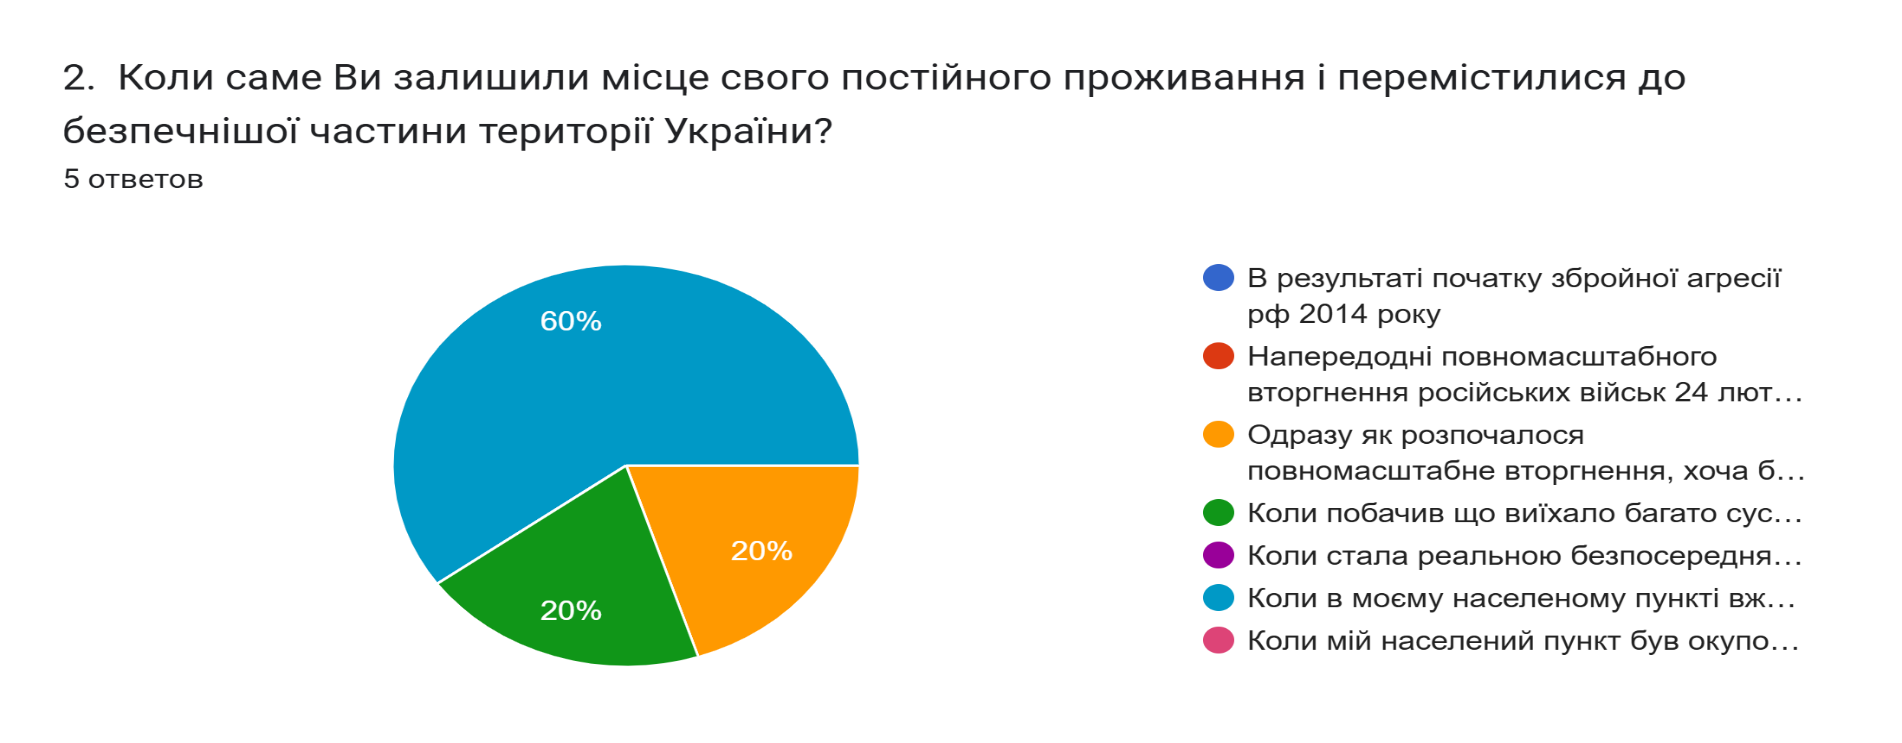 2.  Коли саме Ви залишили місце свого постійного проживання і перемістилися до
безпечнішої частини території України?
5 ответов
60%
20%
20%
В результаті початку збройної агресії
рф 2014 року
Напередодні повномасштабного
вторгнення російських військ 24 лют…
Одразу як розпочалося
повномасштабне вторгнення, хоча б…
Коли побачив що виїхало багато сус…
Коли стала реальною безпосередня…
Коли в моєму населеному пункті вж…
Коли мій населений пункт був окупо…